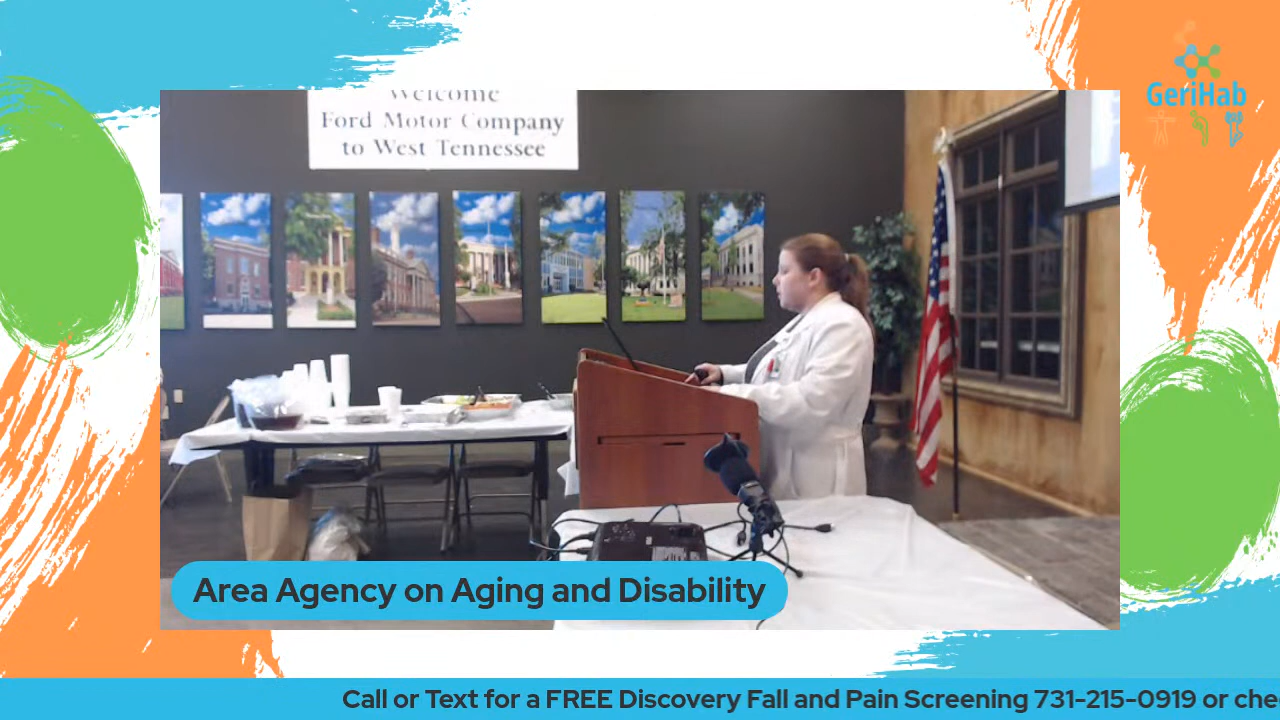 GeriHab
Welcome
Ford Motor Company
to West Tennessee
Area Agency on Aging and Disability
Call or Text for a FREE Discovery Fall and Pain Screening 731-215-0919 or che